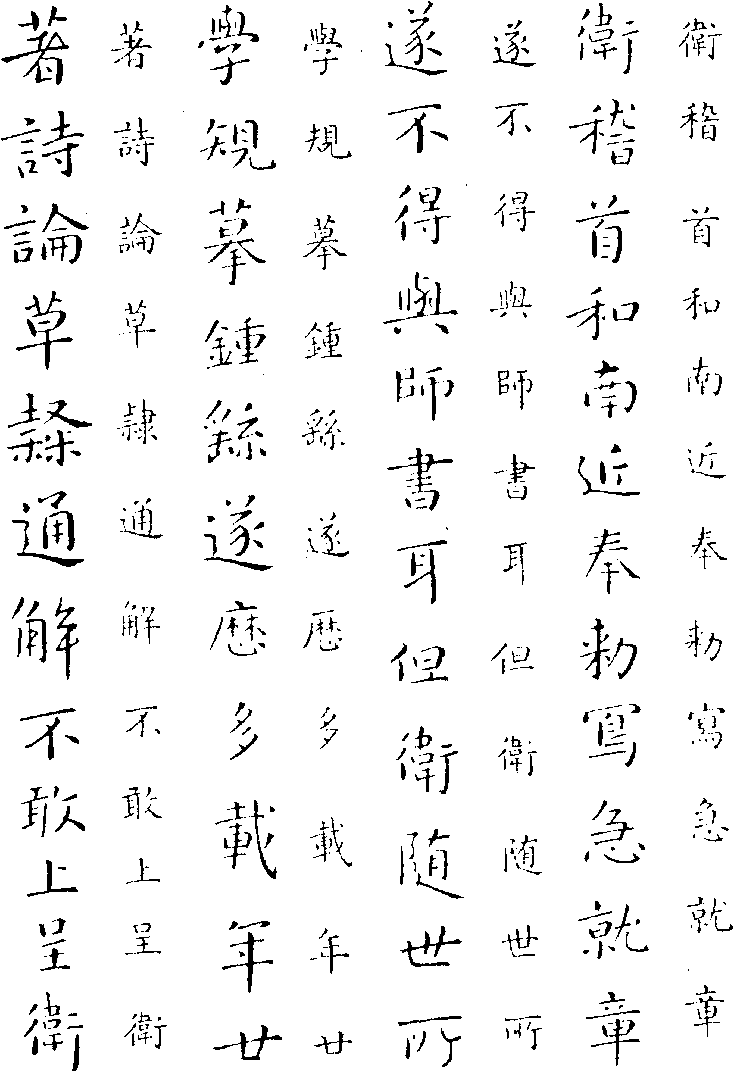 衛稽首和南近奉勅寫急就章
衛稽首和南近奉勅寫急就章
遂不得與師書耳但衛随世所
遂不得與師書耳但衛随世所
學規摹鍾繇遂歷多載年廿
學規摹鍾繇遂歷多載年廿
著詩論草隸通解不敢上呈衛
著詩論草隸通解不敢上呈衛